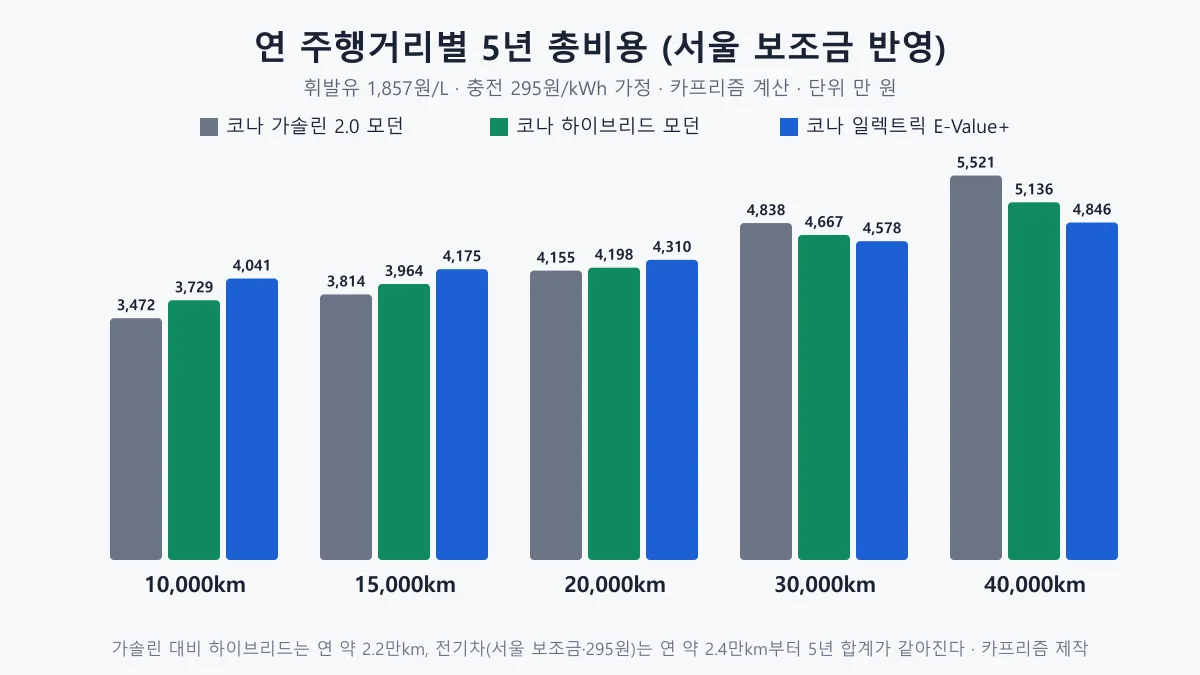 연 주행거리별 5년 총비용 (서울 보조금 반영)
휘발유 1,857원/L · 충전 295원/kWh 가정 · 카프리즘 계산 · 단위 만 원
코나 가솔린 2.0 모던 코나 하이브리드 모던 코나 일렉트릭 E-Value+
3,472 3,729 4,041 3,814 3,964 4,175 4,155 4,198 4,310 4,838 4,667 4,578 5,521 5,136 4,846
10,000km 15,000km 20,000km 30,000km 40,000km
가솔린 대비 하이브리드는 연 약 2.2만km, 전기차(서울 보조금·295원)는 연 약 2.4만km부터 5년 합계가 같아진다 · 카프리즘 제작